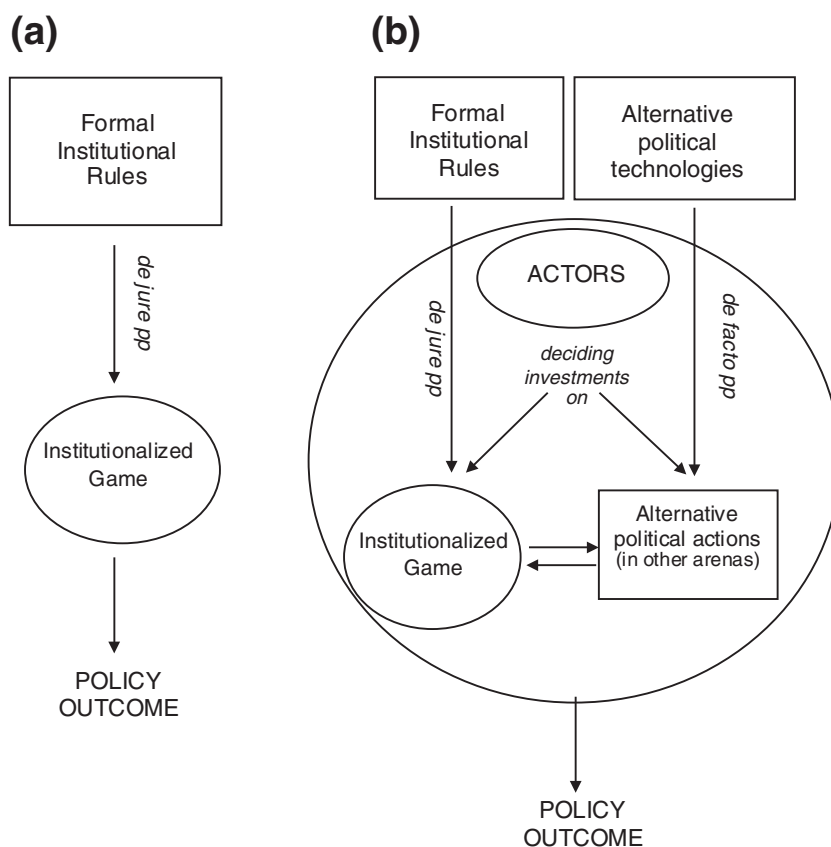 (a)
Formal
Institutional
Rules
de jure pp
Institutionalized
Game
POLICY
OUTCOME
(b)
Formal
Institutional
Rules
Alternative
political
technologies
ACTORS
de jure pp
deciding
investments
on
de facto pp
Institutionalized
Game
Alternative
political actions
(in other arenas)
POLICY
OUTCOME